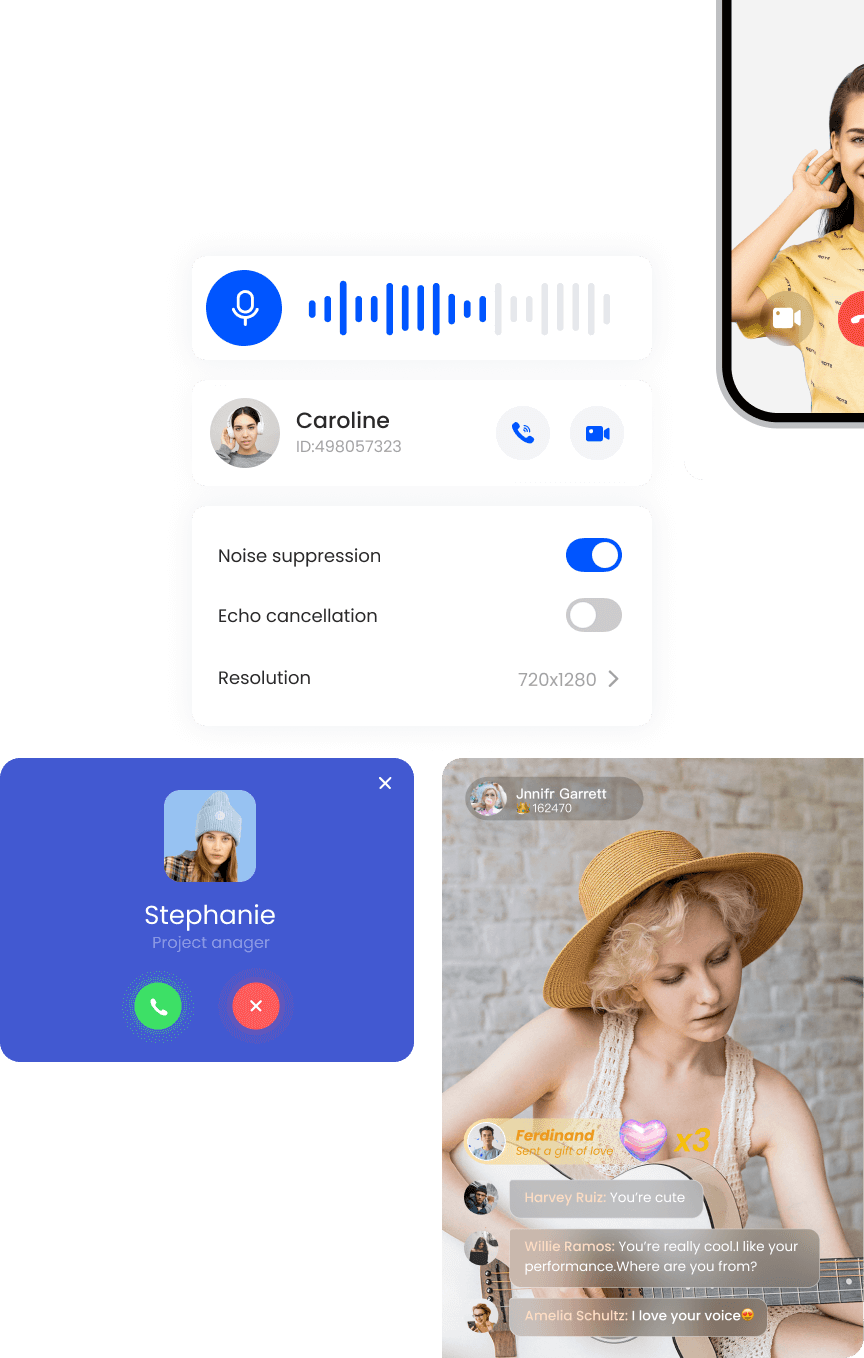 Caroline
ID:498057323
Noise suppression
Echo cancellation
Resolution
720x1280
Stephanie
Project anager
Jnnifr Garrett
162470
Ferdinand
Sent a gift of love
x3
Harvey Ruiz: You're cute
Willie Ramos: You're really cool.I like your
performance.Where are you from?
Amelia Schultz: I love your voice😍